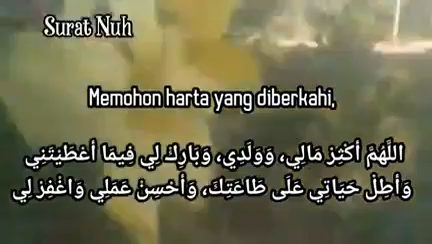 Surat Nuh
Memohon harta yang diberkahi,
اللَّهُمَّ أَكْثِرْ مَالِي، وَوَلَدِي، وَبَارِكْ لِي فِيمَا أَعْطَيْتَنِي
وَأَطِلْ حَيَاتِي عَلَى طَاعَتِكَ، وَأَحْسِنْ عَمَلِي وَاغْفِرْ لِي